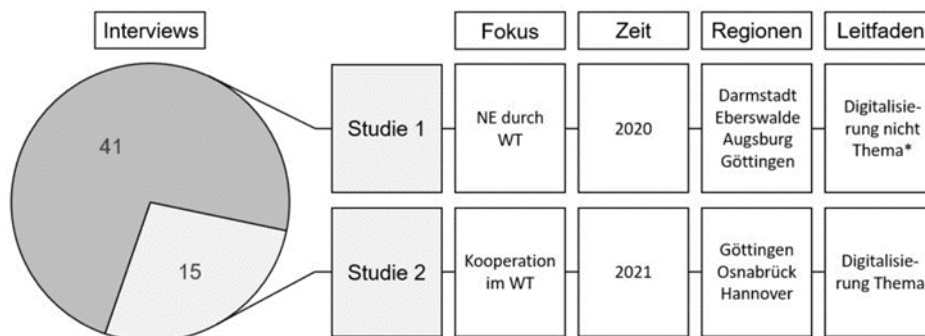 Interviews
Fokus
Zeit
Regionen
Leitfaden
41
15
Studie 1
NE durch
WT
2020
Darmstadt
Eberswalde
Augsburg
Göttingen
Digitalisie-
rung nicht
Thema*
Studie 2
Kooperation
im WT
2021
Göttingen
Osnabrück
Hannover
Digitalisie-
rung Thema